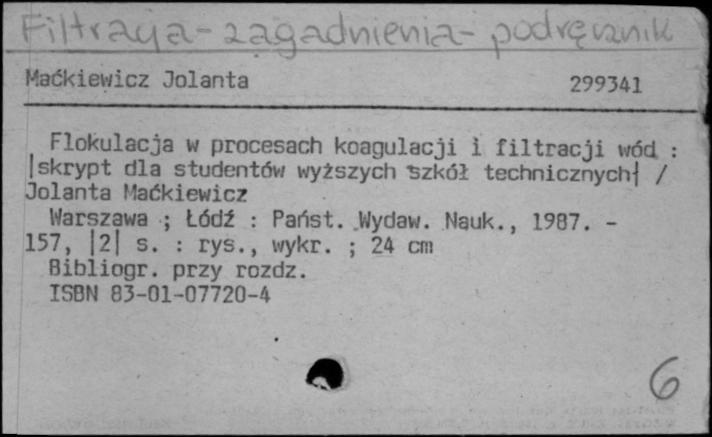 Filtracja - zagadnienia - podręcznik
Maćkiewicz Jolanta 299341
Flokulacja w procesach koagulacji i filtracji wód :
|skrypt dla studentów wyższych szkół technicznych| /
Jolanta Maćkiewicz
Warszawa ; Łódź : Państ. Wydaw. Nauk., 1987. -
157, |2| s. : rys., wykr. ; 24 cm
Bibliogr. przy rozdz.
ISBN 83-01-07720-4
6